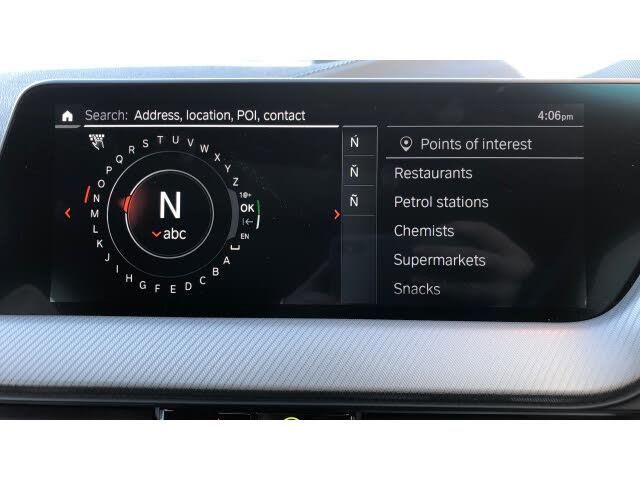 Search: Address, location, POI, contact
4:06pm
A B C D E F G H I J K L M N O P Q R S T U V W X Y Z
OK
EN
N
abc
Ń
Ň
Ñ
Points of interest
Restaurants
Petrol stations
Chemists
Supermarkets
Snacks